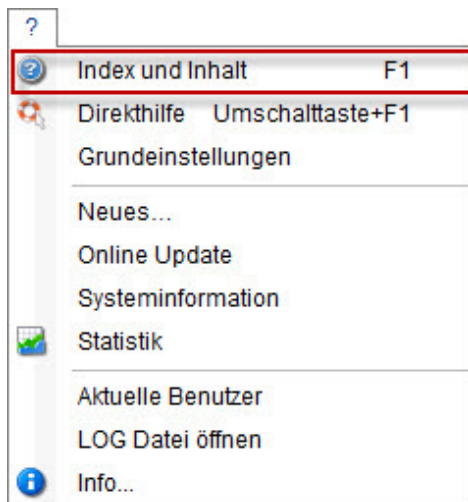 ?
Index und Inhalt F1
Direkthilfe Umschalttaste+F1
Grundeinstellungen
Neues...
Online Update
Systeminformation
Statistik
Aktuelle Benutzer
LOG Datei öffnen
Info...